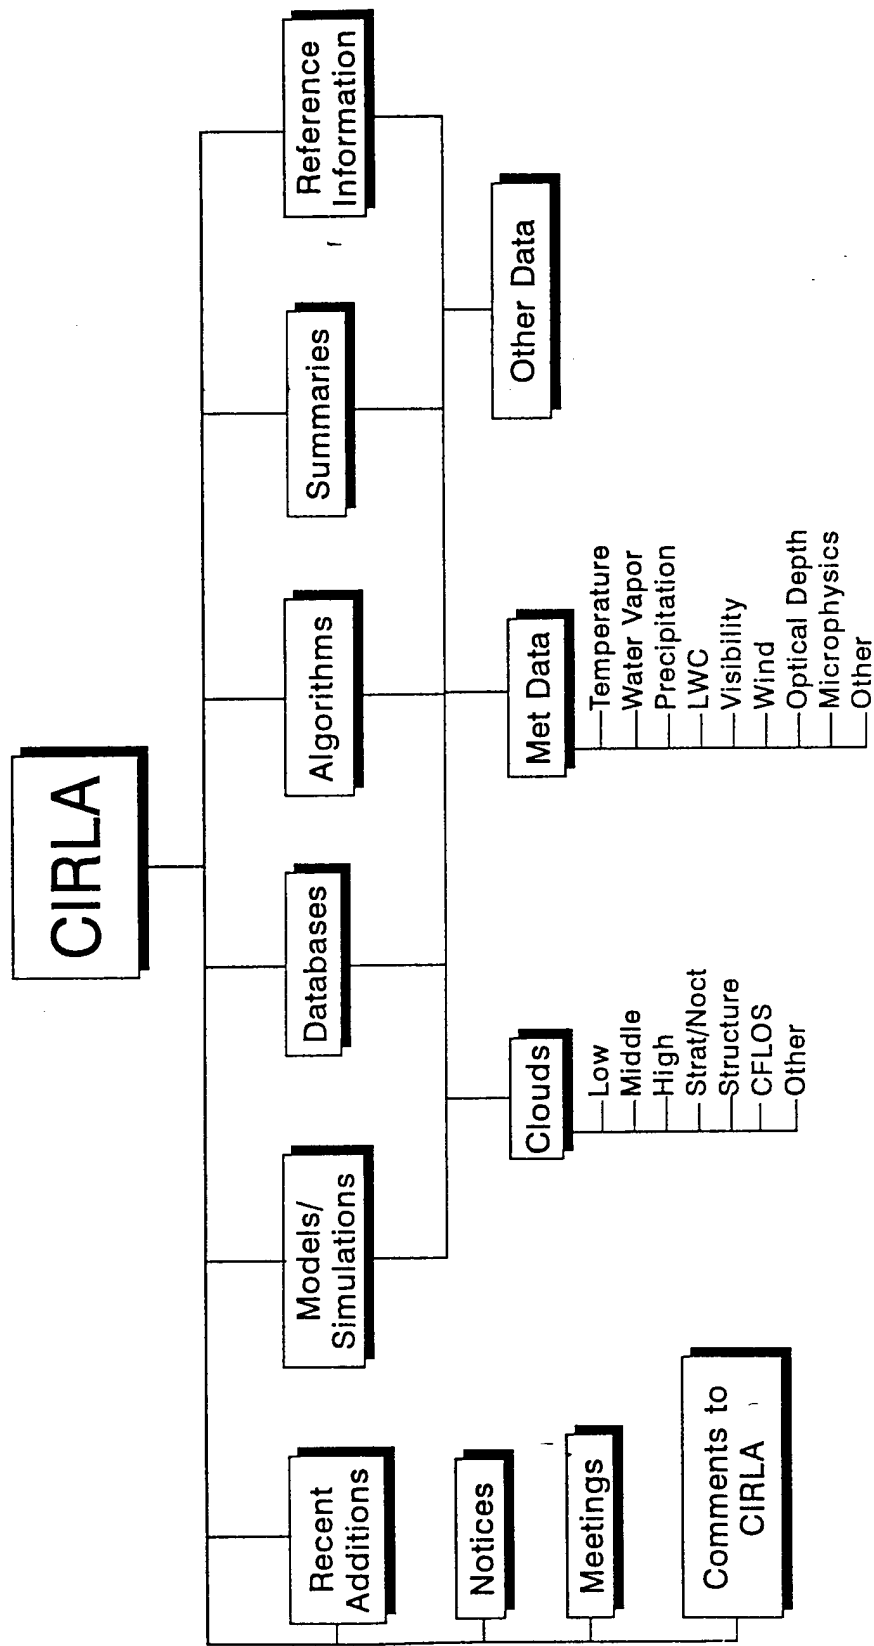 CIRLA
Recent
Additions
Models/
Simulations
Databases
Algorithms
Summaries
Reference
Information
Notices
Meetings
Comments to
CIRLA
Clouds
Low
Middle
High
Strat/Noct
Structure
CFLOS
Other
Met Data
Temperature
Water Vapor
Precipitation
LWC
Visibility
Wind
Optical Depth
Microphysics
Other
Other Data